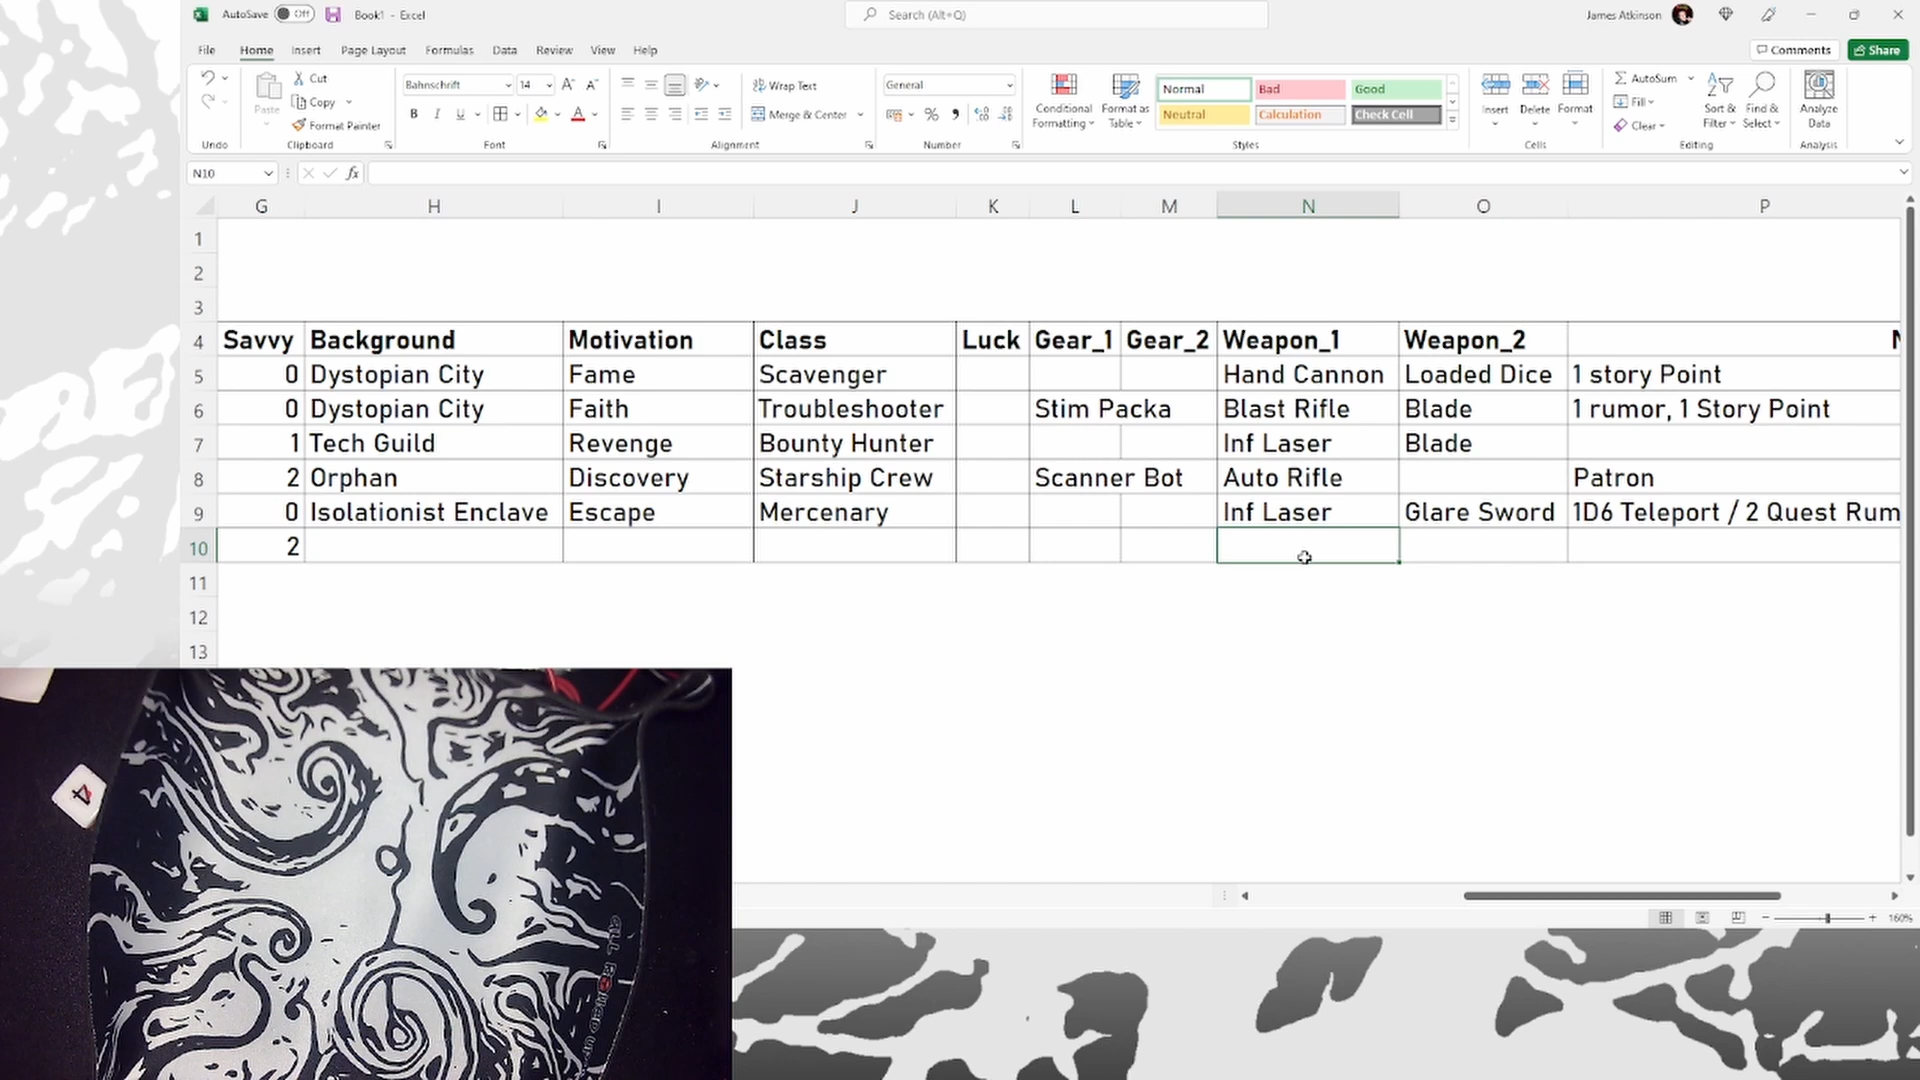 AutoSave Off Book1 - Excel Search (Alt+Q) James Atkinson
File Home Insert Page Layout Formulas Data Review View Help Comments Share
Paste Cut Copy Format Painter
Bahnschrift 14 Wrap Text Merge & Center General
B I U A
Conditional Formatting Format as Table
Normal Bad Good
Neutral Calculation Check Cell
Insert Delete Format
AutoSum Fill Clear Sort & Filter Find & Select Analyze Data
Undo Clipboard Font Alignment Number Styles Cells Editing Analysis
N10 fx
G H I J K L M N O P
1
2
3
4 Savvy Background Motivation Class Luck Gear_1 Gear_2 Weapon_1 Weapon_2
5 0 Dystopian City Fame Scavenger Hand Cannon Loaded Dice 1 story Point
6 0 Dystopian City Faith Troubleshooter Stim Packa Blast Rifle Blade 1 rumor, 1 Story Point
7 1 Tech Guild Revenge Bounty Hunter Inf Laser Blade
8 2 Orphan Discovery Starship Crew Scanner Bot Auto Rifle Patron
9 0 Isolationist Enclave Escape Mercenary Inf Laser Glare Sword 1D6 Teleport / 2 Quest Rum
10 2
11
12
13
4
160%